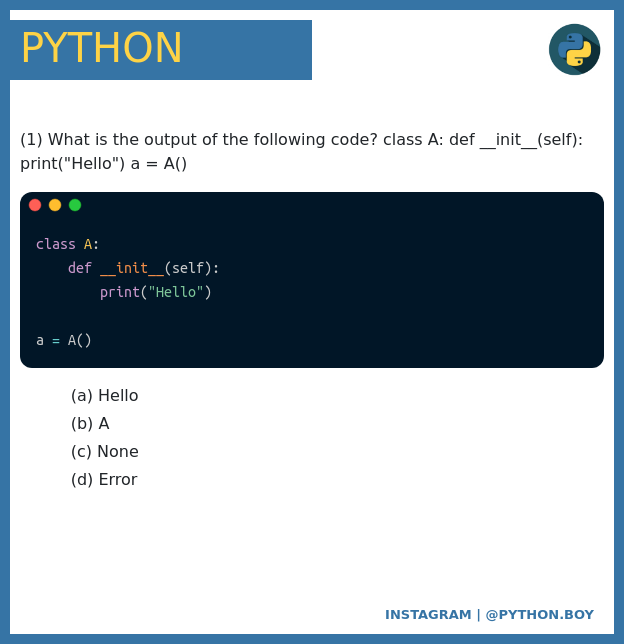 PYTHON
(1) What is the output of the following code? class A: def __init__(self):
print("Hello") a = A()
class A:
    def __init__(self):
        print("Hello")
a = A()
(a) Hello
(b) A
(c) None
(d) Error
INSTAGRAM | @PYTHON.BOY